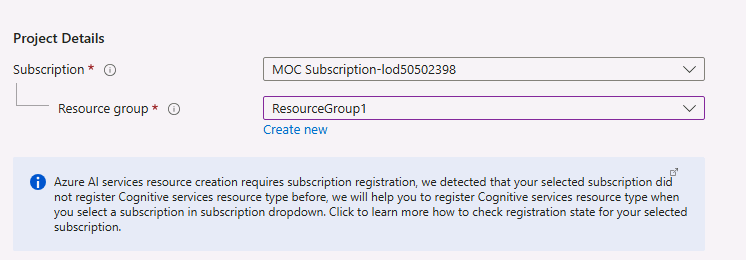 Project Details
Subscription * MOC Subscription-lod50502398
Resource group * ResourceGroup1
Create new
Azure AI services resource creation requires subscription registration, we detected that your selected subscription did
not register Cognitive services resource type before, we will help you to register Cognitive services resource type when
you select a subscription in subscription dropdown. Click to learn more how to check registration state for your selected
subscription.